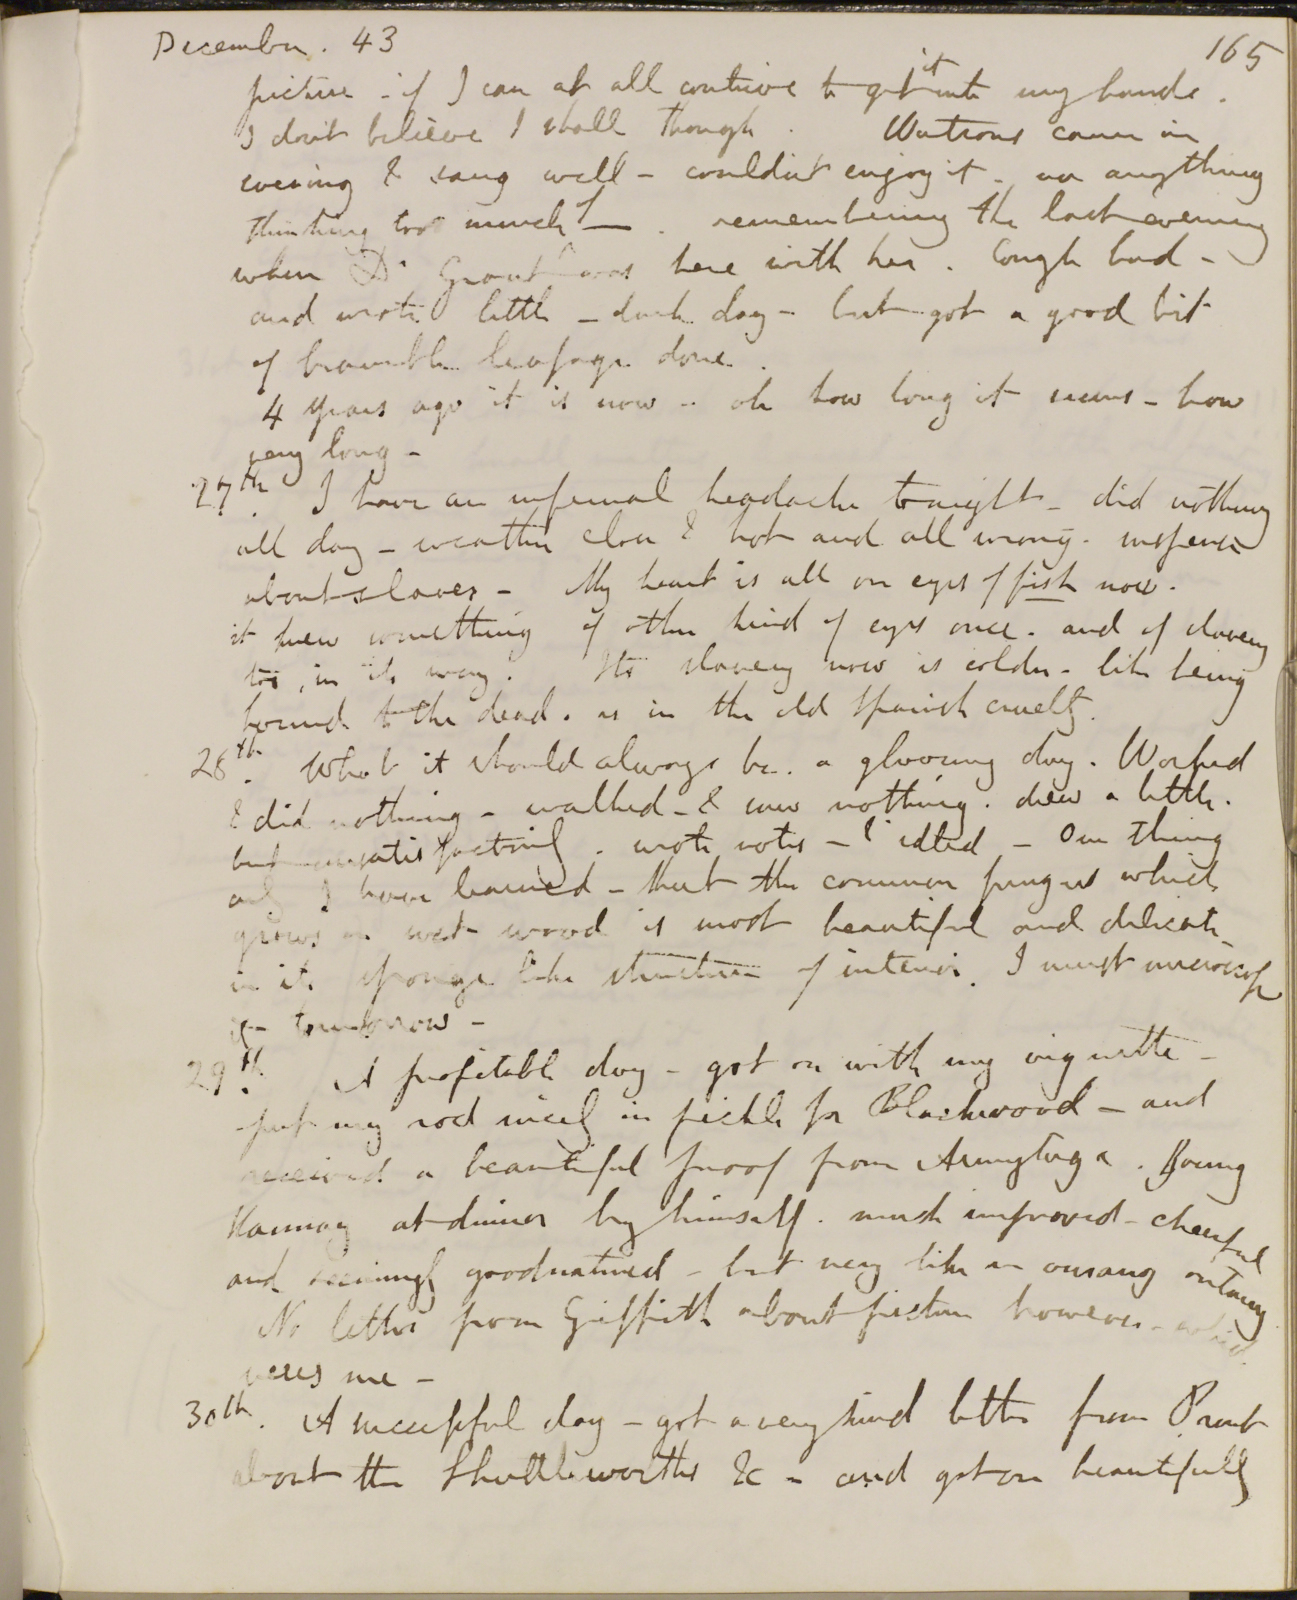 December. 43
165
picture - if I can at all contrive to get it into my hands.
I don't believe I shall though. Watsons came in
evening & sang well - couldn't enjoy it - nor anything
thinking too much of —. remembering the last evening
when Dr Grant was here with her. Cough bad -
and wrote little - dark day - but got a good bit
of bramble leafage done.
4 years ago it is now - oh how long it seems - how
very long -
27th. I have an infernal headache tonight - did nothing
all day - weather close & hot and all wrong. suspense
about slaver - My heart is all on eyes of fish now.
it knew something of other kind of eyes once. and of slavery
too, in its way. Its slavery now is colder - like being
bound to the dead. as in the old Spanish cruelty.
28th. What it should always be. a gloomy day. Worked
& did nothing - walked - & saw nothing. drew a little.
but unsatisfactorily. wrote notes - & idled - One thing
only I have learned - that the common fungus which
grows on wet wood is most beautiful and delicate
in its sponge like structure of interior. I must microscope
it tomorrow -
29th. A profitable day - got on with my vignette -
put my rod nicely in pickle for Blackwood - and
received a beautiful proof from Armytage. Young
Hannay at dinner by himself. much improved - cheerful
and seemingly goodnatured - but very like an ourang outang
No letter from Griffith about picture however - which
vexes me -
30th. A successful day - got a very kind letter from Prout
about the Shuttleworths &c - and got on beautifully